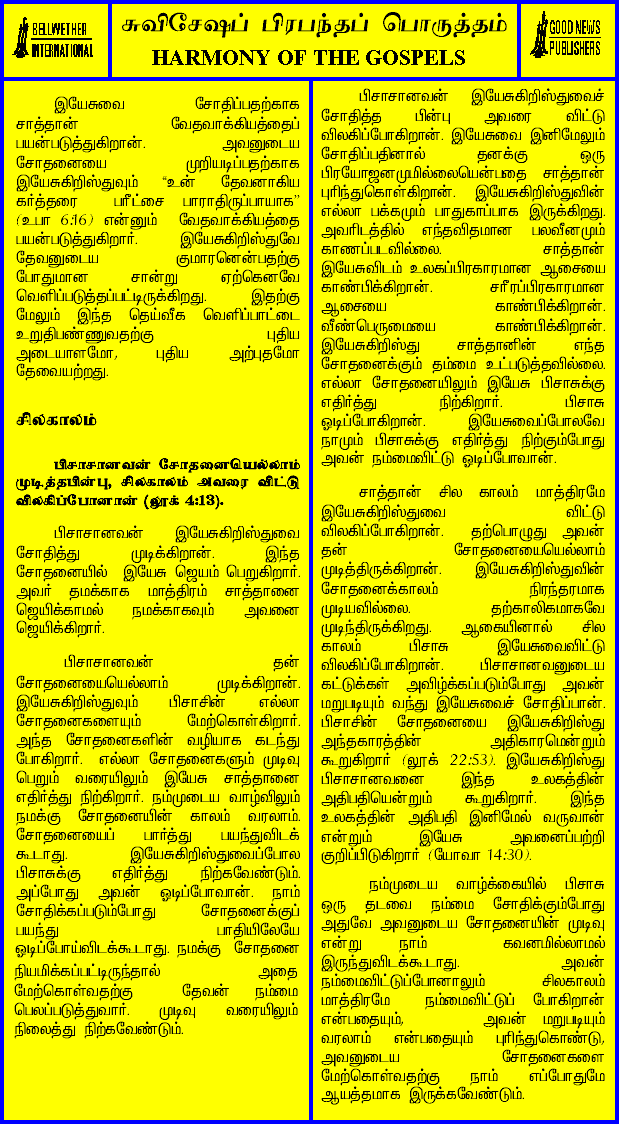 BELLWETHER
INTERNATIONAL
சுவிசேஷப் பிரபந்தப் பொருத்தம்
HARMONY OF THE GOSPELS
GOOD NEWS
PUBLISHERS
இயேசுவை சோதிப்பதற்காக
சாத்தான் வேதவாக்கியத்தைப்
பயன்படுத்துகிறான். அவனுடைய
சோதனையை முறியடிப்பதற்காக
இயேசுகிறிஸ்துவும் “உன் தேவனாகிய
கர்த்தரை பரீட்சை பாராதிருப்பாயாக”
(உபா 6:16) என்னும் வேதவாக்கியத்தை
பயன்படுத்துகிறார். இயேசுகிறிஸ்துவே
தேவனுடைய குமாரனென்பதற்கு
போதுமான சான்று ஏற்கெனவே
வெளிப்படுத்தப்பட்டிருக்கிறது. இதற்கு
மேலும் இந்த தெய்வீக வெளிப்பாட்டை
உறுதிபண்ணுவதற்கு புதிய
அடையாளமோ, புதிய அற்புதமோ
தேவையற்றது.
சிலகாலம்
பிசாசானவன் சோதனையெல்லாம்
முடித்தபின்பு, சிலகாலம் அவரை விட்டு
விலகிப்போனான் (லூக் 4:13).
பிசாசானவன் இயேசுகிறிஸ்துவை
சோதித்து முடிக்கிறான். இந்த
சோதனையில் இயேசு ஜெயம் பெறுகிறார்.
அவர் தமக்காக மாத்திரம் சாத்தானை
ஜெயிக்காமல் நமக்காகவும் அவனை
ஜெயிக்கிறார்.
பிசாசானவன் தன்
சோதனையையெல்லாம் முடிக்கிறான்.
இயேசுகிறிஸ்துவும் பிசாசின் எல்லா
சோதனைகளையும் மேற்கொள்கிறார்.
அந்த சோதனைகளின் வழியாக கடந்து
போகிறார். எல்லா சோதனைகளும் முடிவு
பெறும் வரையிலும் இயேசு சாத்தானை
எதிர்த்து நிற்கிறார். நம்முடைய வாழ்விலும்
நமக்கு சோதனையின் காலம் வரலாம்.
சோதனையைப் பார்த்து பயந்துவிடக்
கூடாது. இயேசுகிறிஸ்துவைப்போல
பிசாசுக்கு எதிர்த்து நிற்கவேண்டும்.
அப்போது அவன் ஓடிப்போவான். நாம்
சோதிக்கப்படும்போது சோதனைக்குப்
பயந்து பாதியிலேயே
ஓடிப்போய்விடக்கூடாது. நமக்கு சோதனை
நியமிக்கப்பட்டிருந்தால் அதை
மேற்கொள்வதற்கு தேவன் நம்மை
பெலப்படுத்துவார். முடிவு வரையிலும்
நிலைத்து நிற்கவேண்டும்.
பிசாசானவன் இயேசுகிறிஸ்துவைச்
சோதித்த பின்பு அவரை விட்டு
விலகிப்போகிறான். இயேசுவை இனிமேலும்
சோதிப்பதினால் தனக்கு ஒரு
பிரயோஜனமுமில்லையென்பதை சாத்தான்
புரிந்துகொள்கிறான். இயேசுகிறிஸ்துவின்
எல்லா பக்கமும் பாதுகாப்பாக இருக்கிறது.
அவரிடத்தில் எந்தவிதமான பலவீனமும்
காணப்படவில்லை. சாத்தான்
இயேசுவிடம் உலகப்பிரகாரமான ஆசையை
காண்பிக்கிறான். சரீரப்பிரகாரமான
ஆசையை காண்பிக்கிறான்.
வீண்பெருமையை காண்பிக்கிறான்.
இயேசுகிறிஸ்து சாத்தானின் எந்த
சோதனைக்கும் தம்மை உட்படுத்தவில்லை.
எல்லா சோதனையிலும் இயேசு பிசாசுக்கு
எதிர்த்து நிற்கிறார். பிசாசு
ஓடிப்போகிறான். இயேசுவைப்போலவே
நாமும் பிசாசுக்கு எதிர்த்து நிற்கும்போது
அவன் நம்மைவிட்டு ஓடிப்போவான்.
சாத்தான் சில காலம் மாத்திரமே
இயேசுகிறிஸ்துவை விட்டு
விலகிப்போகிறான். தற்பொழுது அவன்
தன் சோதனையையெல்லாம்
முடித்திருக்கிறான். இயேசுகிறிஸ்துவின்
சோதனைக்காலம் நிரந்தரமாக
முடியவில்லை. தற்காலிகமாகவே
முடிந்திருக்கிறது. ஆகையினால் சில
காலம் பிசாசு இயேசுவைவிட்டு
விலகிப்போகிறான். பிசாசானவனுடைய
கட்டுக்கள் அவிழ்க்கப்படும்போது அவன்
மறுபடியும் வந்து இயேசுவைச் சோதிப்பான்.
பிசாசின் சோதனையை இயேசுகிறிஸ்து
அந்தகாரத்தின் அதிகாரமென்றும்
கூறுகிறார் (லூக் 22:53). இயேசுகிறிஸ்து
பிசாசானவனை இந்த உலகத்தின்
அதிபதியென்றும் கூறுகிறார். இந்த
உலகத்தின் அதிபதி இனிமேல் வருவான்
என்றும் இயேசு அவனைப்பற்றி
குறிப்பிடுகிறார் (யோவா 14:30).
நம்முடைய வாழ்க்கையில் பிசாசு
ஒரு தடவை நம்மை சோதிக்கும்போது
அதுவே அவனுடைய சோதனையின் முடிவு
என்று நாம் கவனமில்லாமல்
இருந்துவிடக்கூடாது. அவன்
நம்மைவிட்டுப்போனாலும் சிலகாலம்
மாத்திரமே நம்மைவிட்டுப் போகிறான்
என்பதையும், அவன் மறுபடியும்
வரலாம் என்பதையும் புரிந்துகொண்டு,
அவனுடைய சோதனைகளை
மேற்கொள்வதற்கு நாம் எப்போதுமே
ஆயத்தமாக இருக்கவேண்டும்.